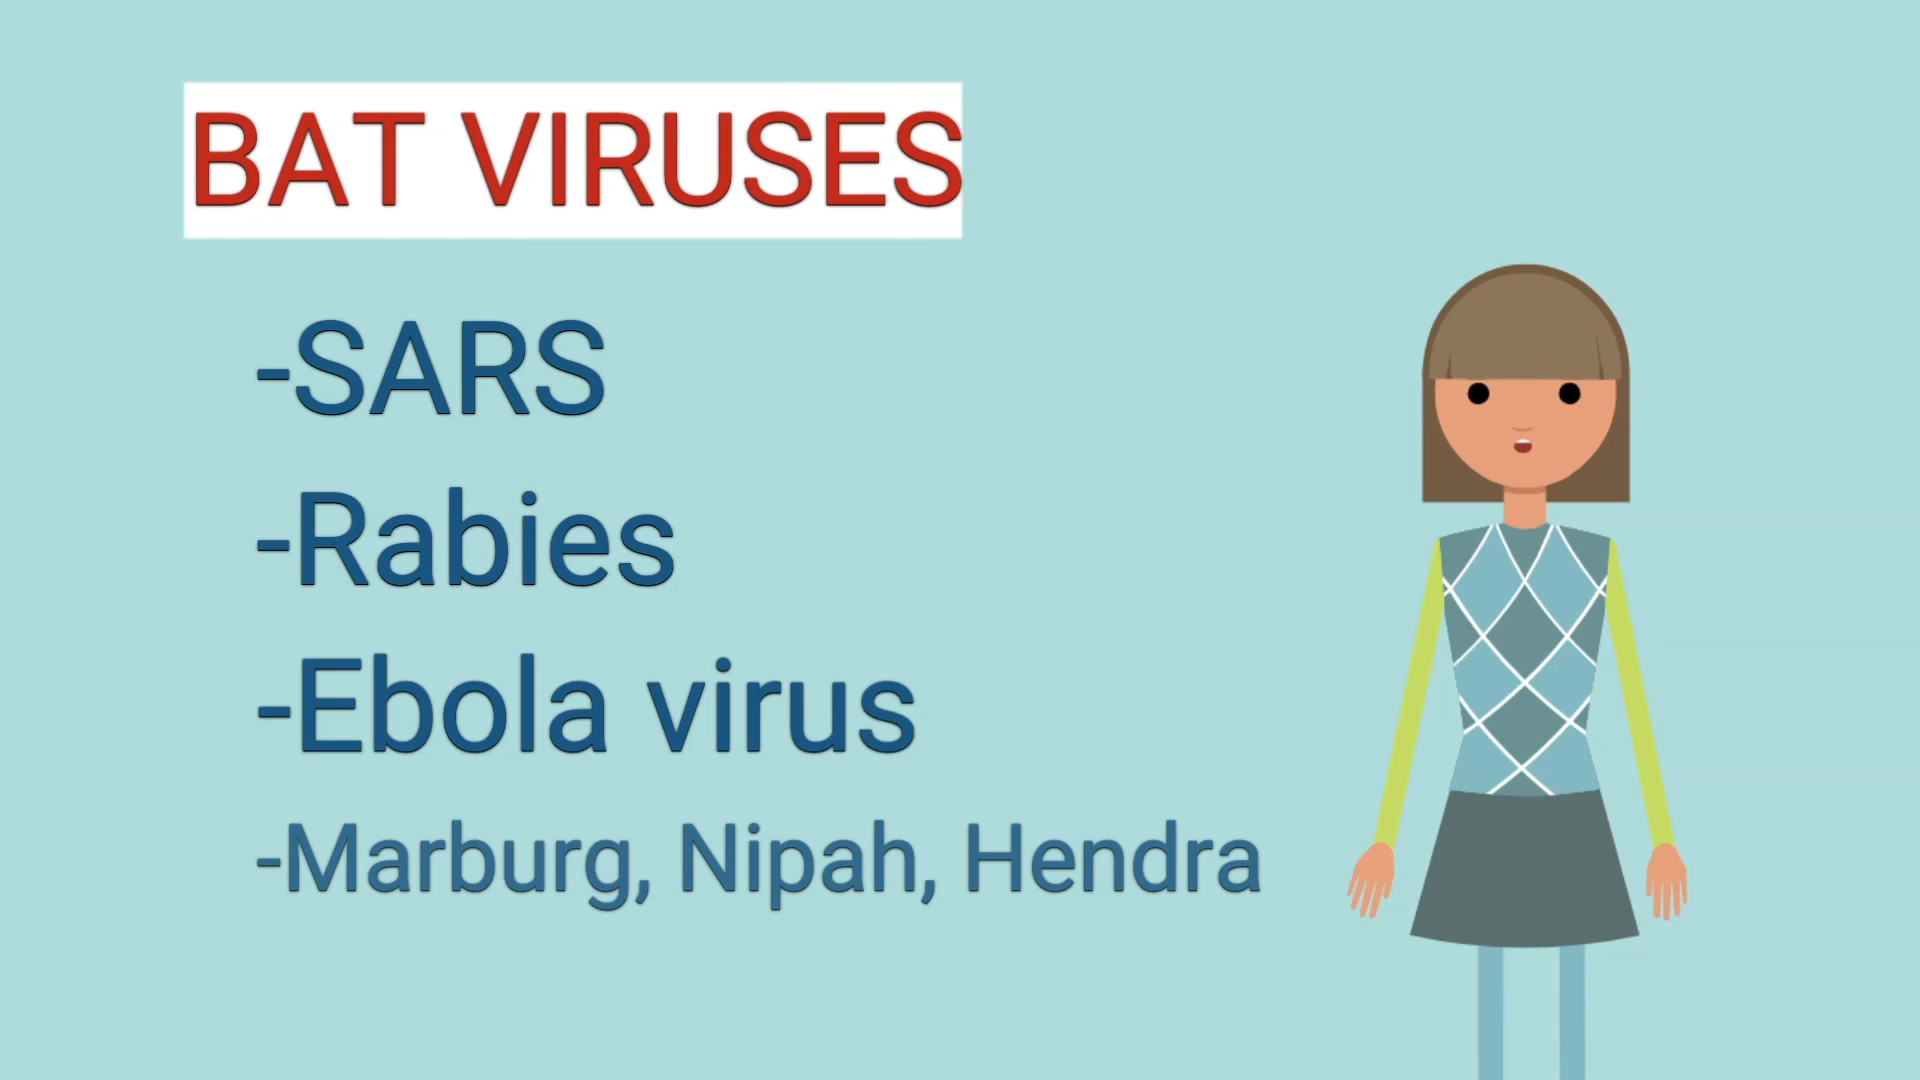 BAT VIRUSES
-SARS
-Rabies
-Ebola virus
-Marburg, Nipah, Hendra